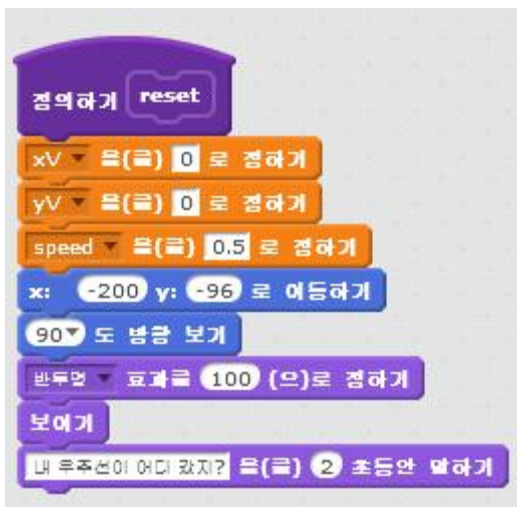 정의하기 reset
xV 을(를) 0 로 정하기
yV 을(를) 0 로 정하기
speed 을(를) 0.5 로 정하기
x: -200 y: -96 로 이동하기
90 도 방향 보기
반투명 효과를 100 (으)로 정하기
보이기
내 우주선이 어디 갔지? 을(를) 2 초동안 말하기